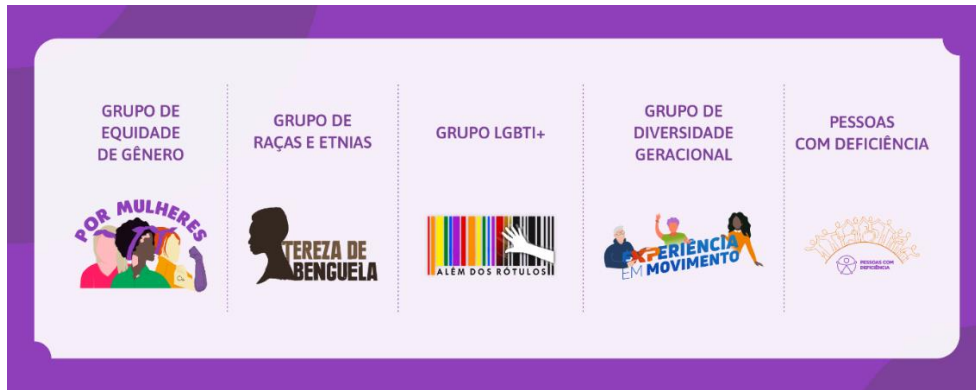 GRUPO DE
EQUIDADE
DE GÊNERO
POR MULHERES
GRUPO DE
RAÇAS E ETNIAS
TEREZA DE
BENGUELA
GRUPO LGBTI+
ALÉM DOS RÓTULOS
GRUPO DE
DIVERSIDADE
GERACIONAL
EXPERIÊNCIA
EM MOVIMENTO
PESSOAS
COM DEFICIÊNCIA
PESSOAS COM
DEFICIÊNCIA